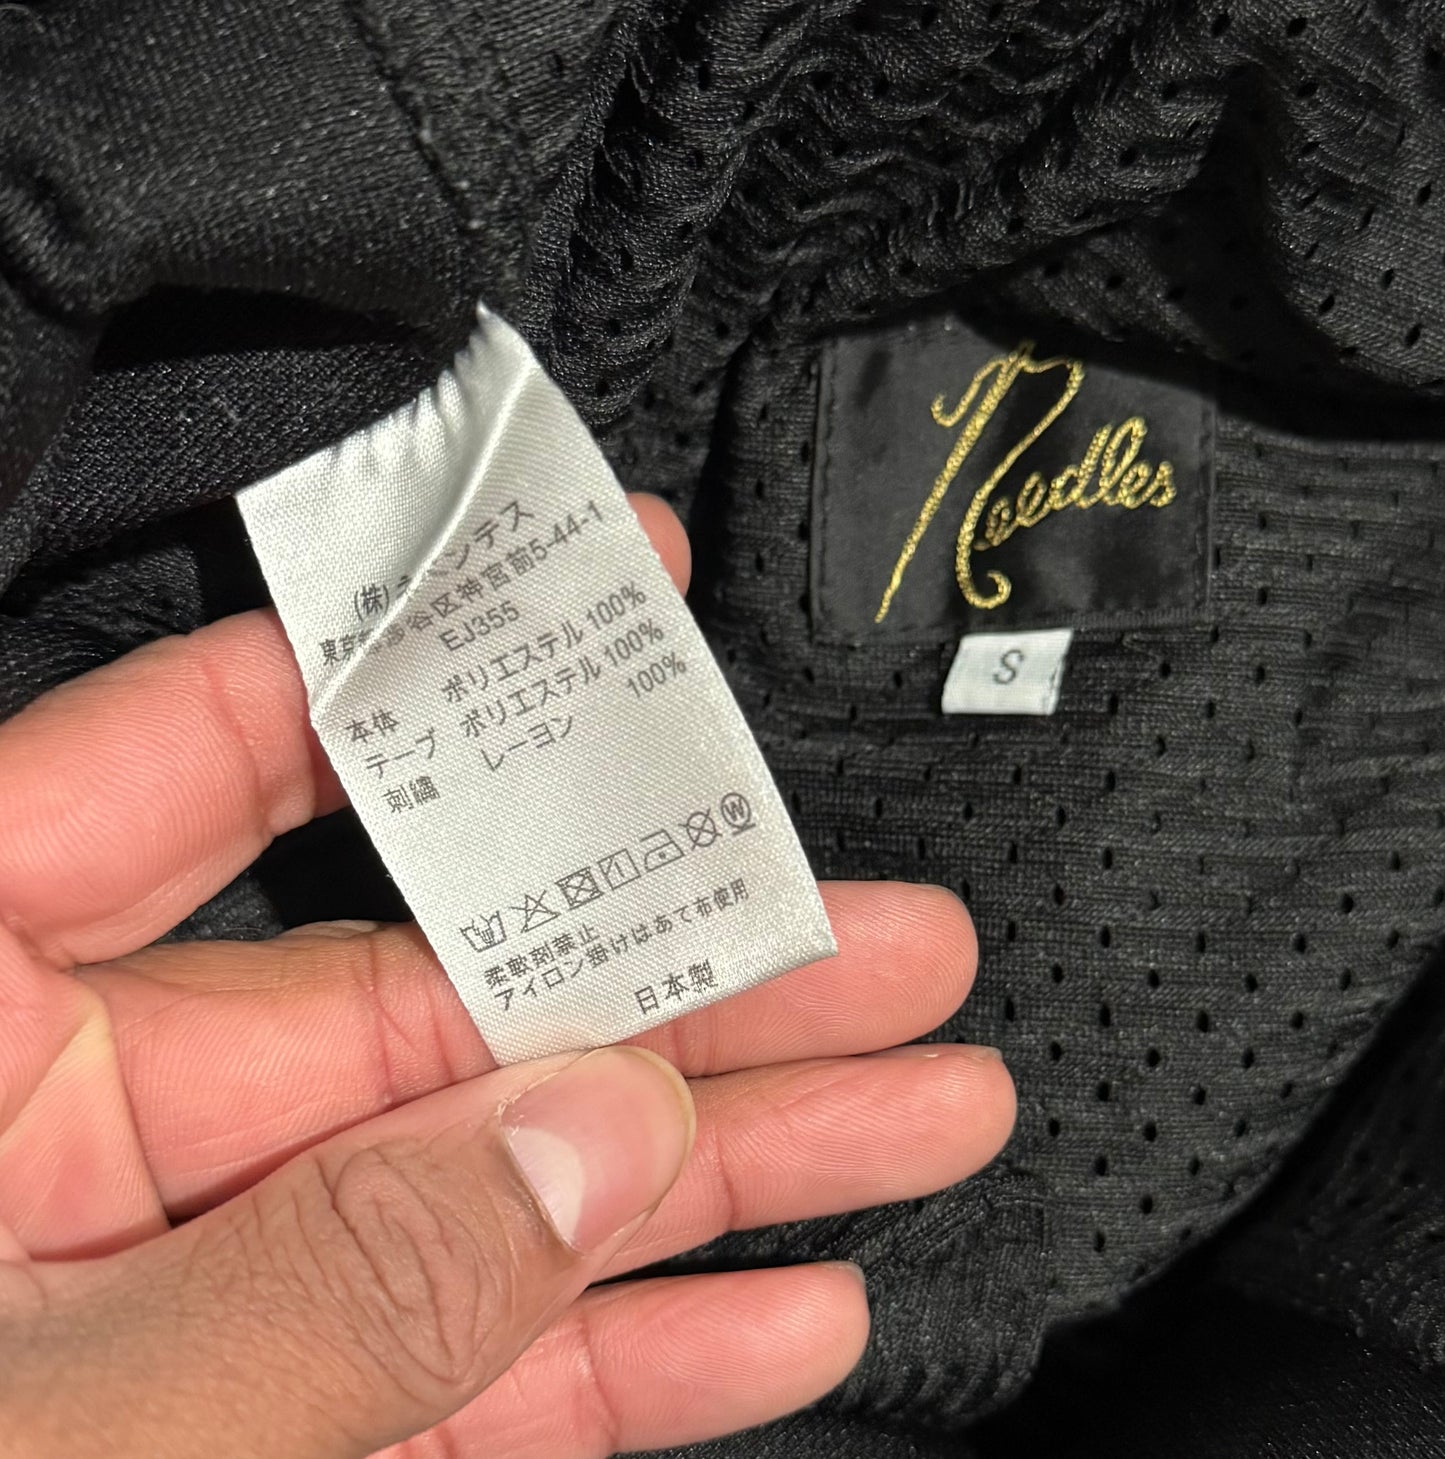 (株)ネペンテス
東京都渋谷区神宮前5-44-1
EJ355
本体 ポリエステル 100%
テープ ポリエステル 100%
刺繍 レーヨン 100%
W
柔軟剤禁止
アイロン掛けはあて布使用
日本製
Needles
S